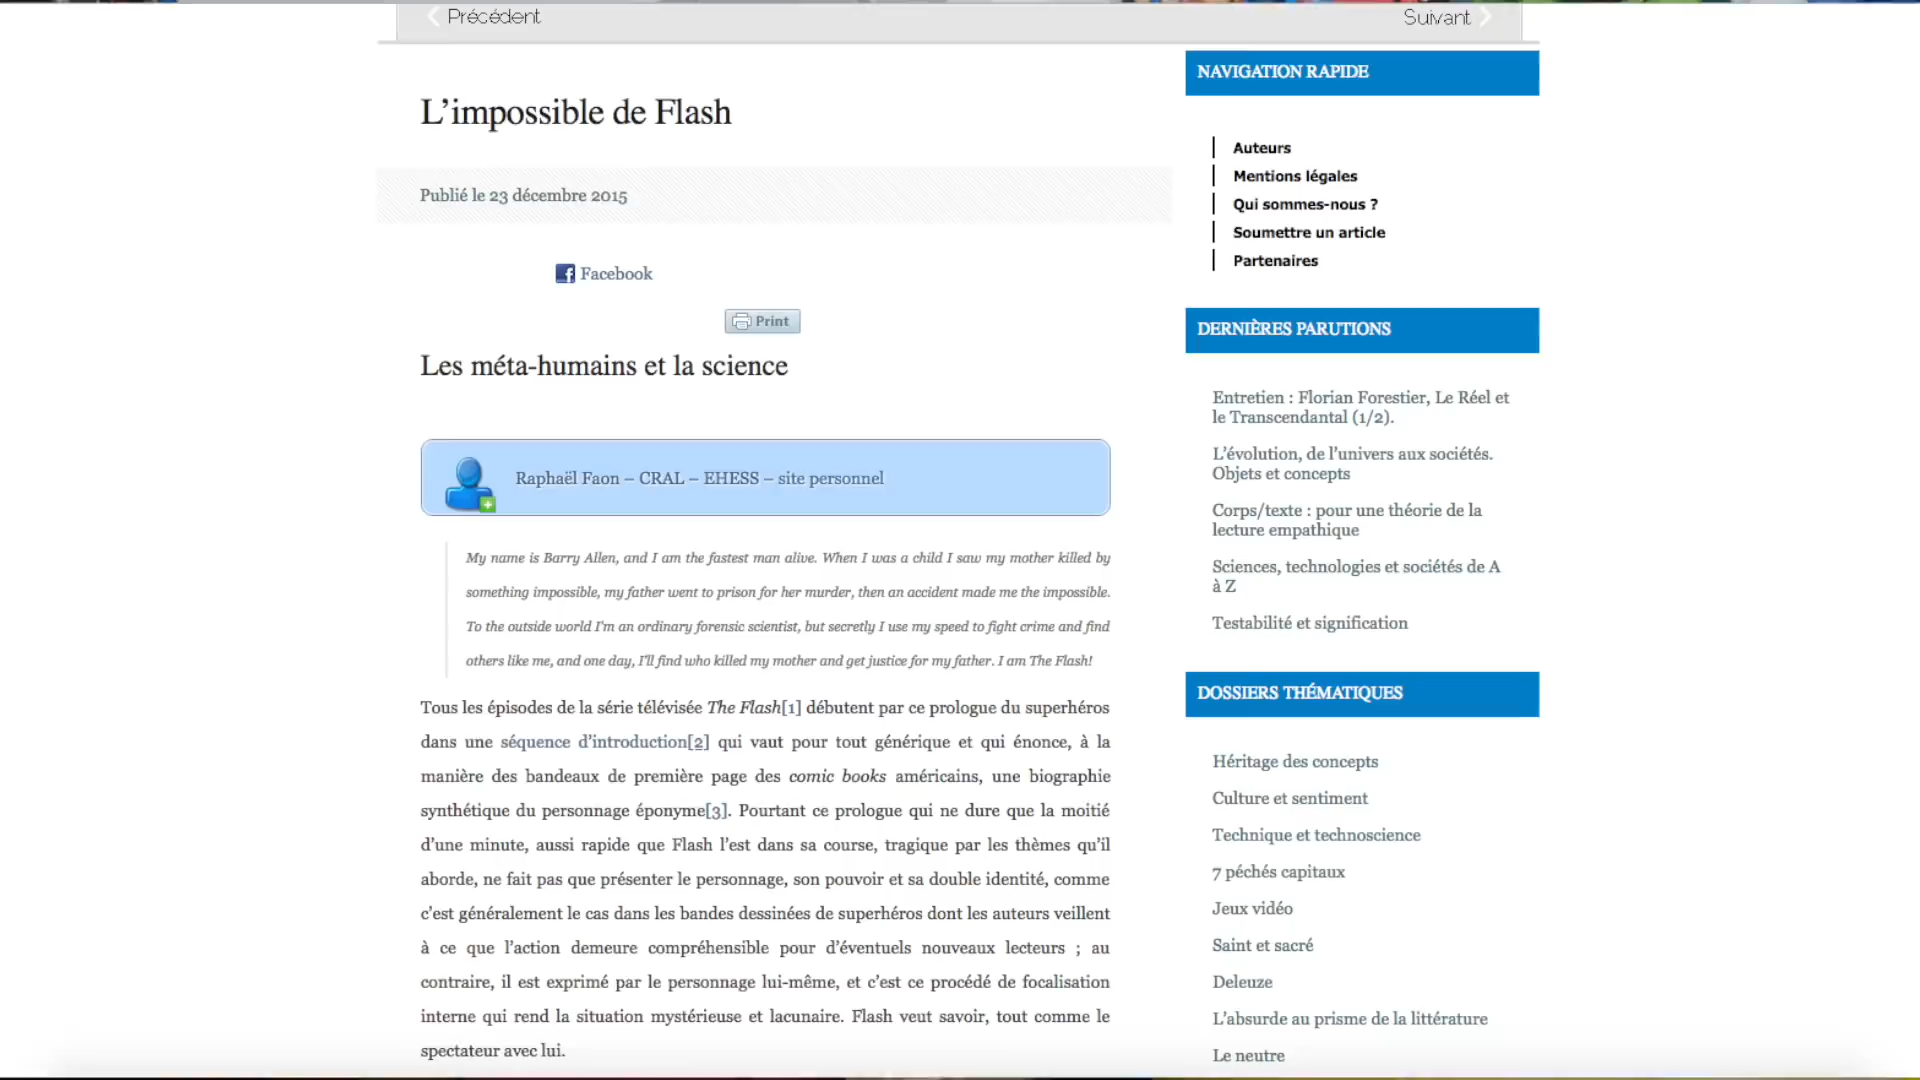 Précédent
Suivant
L’impossible de Flash
Publié le 23 décembre 2015
Facebook
Print
Les méta-humains et la science
Raphaël Faon – CRAL – EHESS – site personnel
My name is Barry Allen, and I am the fastest man alive. When I was a child I saw my mother killed by
something impossible, my father went to prison for her murder, then an accident made me the impossible.
To the outside world I'm an ordinary forensic scientist, but secretly I use my speed to fight crime and find
others like me, and one day, I'll find who killed my mother and get justice for my father. I am The Flash!
Tous les épisodes de la série télévisée The Flash[1] débutent par ce prologue du superhéros
dans une séquence d’introduction[2] qui vaut pour tout générique et qui énonce, à la
manière des bandeaux de première page des comic books américains, une biographie
synthétique du personnage éponyme[3]. Pourtant ce prologue qui ne dure que la moitié
d’une minute, aussi rapide que Flash l’est dans sa course, tragique par les thèmes qu’il
aborde, ne fait pas que présenter le personnage, son pouvoir et sa double identité, comme
c’est généralement le cas dans les bandes dessinées de superhéros dont les auteurs veillent
à ce que l’action demeure compréhensible pour d’éventuels nouveaux lecteurs ; au
contraire, il est exprimé par le personnage lui-même, et c’est ce procédé de focalisation
interne qui rend la situation mystérieuse et lacunaire. Flash veut savoir, tout comme le
spectateur avec lui.
NAVIGATION RAPIDE
Auteurs
Mentions légales
Qui sommes-nous ?
Soumettre un article
Partenaires
DERNIÈRES PARUTIONS
Entretien : Florian Forestier, Le Réel et
le Transcendantal (1/2).
L’évolution, de l’univers aux sociétés.
Objets et concepts
Corps/texte : pour une théorie de la
lecture empathique
Sciences, technologies et sociétés de A
à Z
Testabilité et signification
DOSSIERS THÉMATIQUES
Héritage des concepts
Culture et sentiment
Technique et technoscience
7 péchés capitaux
Jeux vidéo
Saint et sacré
Deleuze
L’absurde au prisme de la littérature
Le neutre